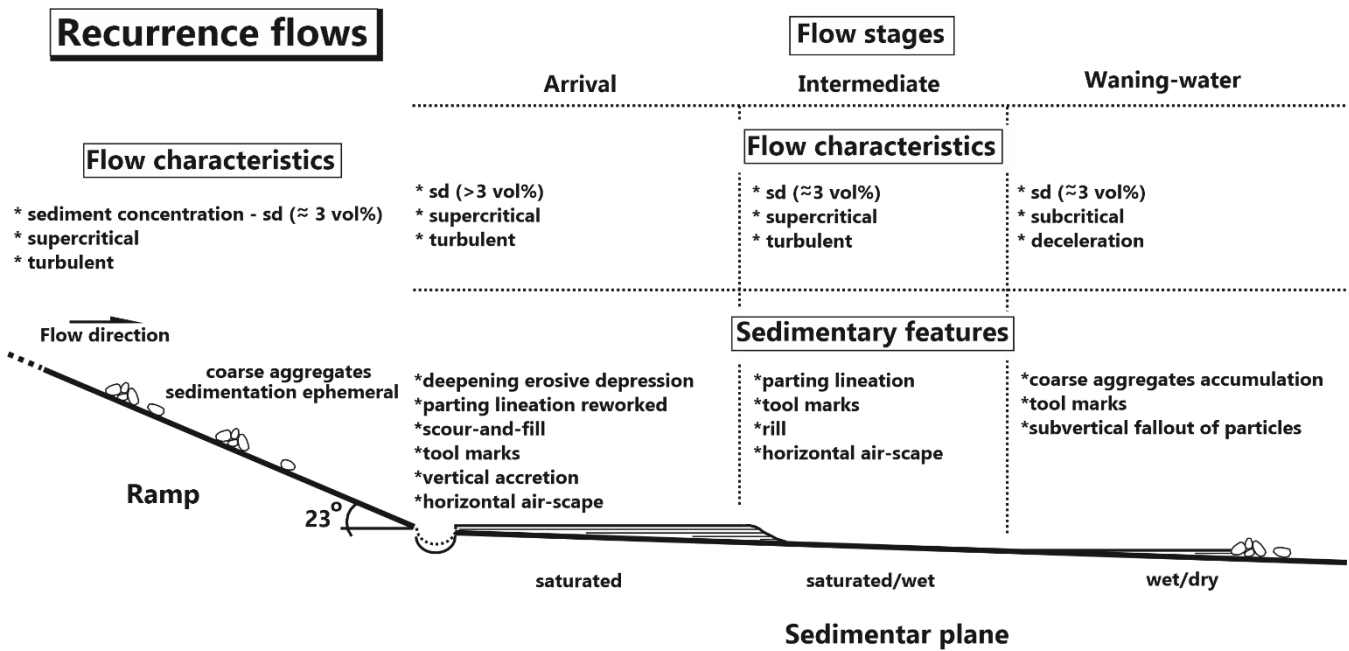 Recurrence flows
Flow stages
Arrival
Intermediate
Waning-water
Flow characteristics
* sediment concentration - sd (≈ 3 vol%)
* supercritical
* turbulent
Flow characteristics
* sd (>3 vol%)
* supercritical
* turbulent
* sd (≈3 vol%)
* supercritical
* turbulent
* sd (≈3 vol%)
* subcritical
* deceleration
Flow direction
coarse aggregates
sedimentation ephemeral
Ramp
23°
Sedimentary features
*deepening erosive depression
*parting lineation reworked
*scour-and-fill
*tool marks
*vertical accretion
*horizontal air-scape
*parting lineation
*tool marks
*rill
*horizontal air-scape
*coarse aggregates accumulation
*tool marks
*subvertical fallout of particles
saturated
saturated/wet
wet/dry
Sedimentar plane